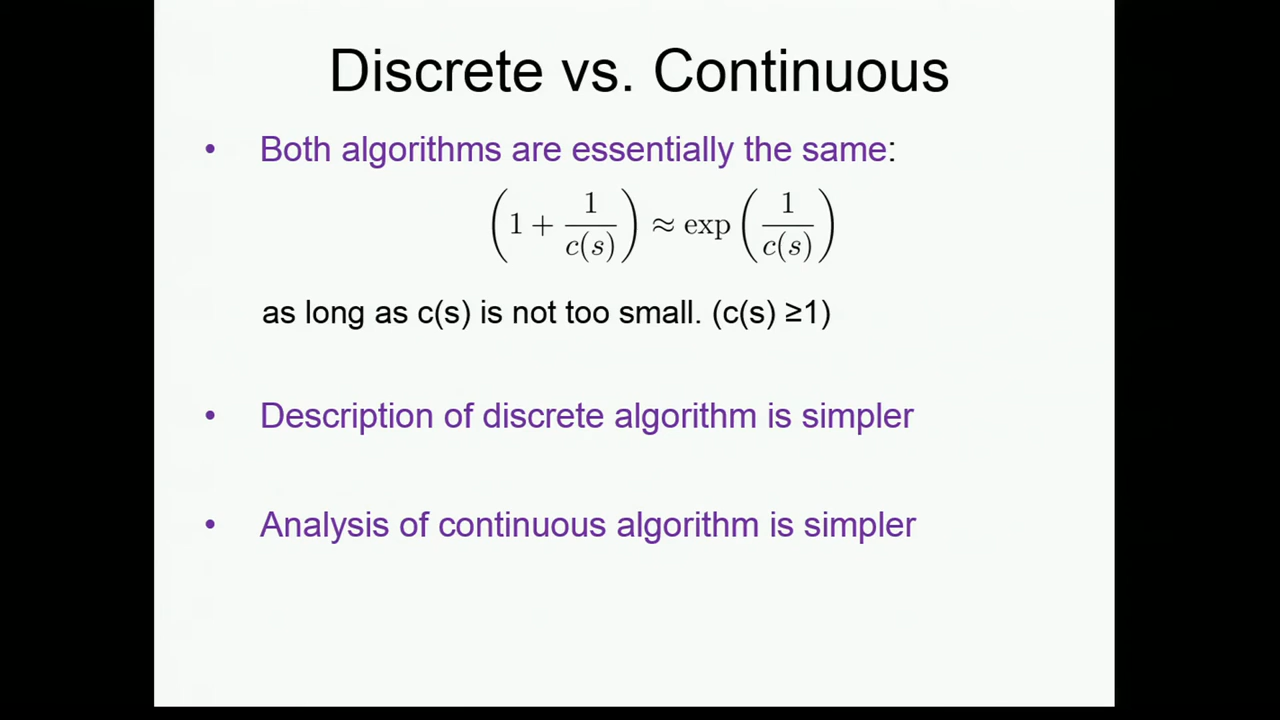 Discrete vs. Continuous
• Both algorithms are essentially the same:
(1 + 1/c(s)) ≈ exp(1/c(s))
as long as c(s) is not too small. (c(s) ≥1)
• Description of discrete algorithm is simpler
• Analysis of continuous algorithm is simpler